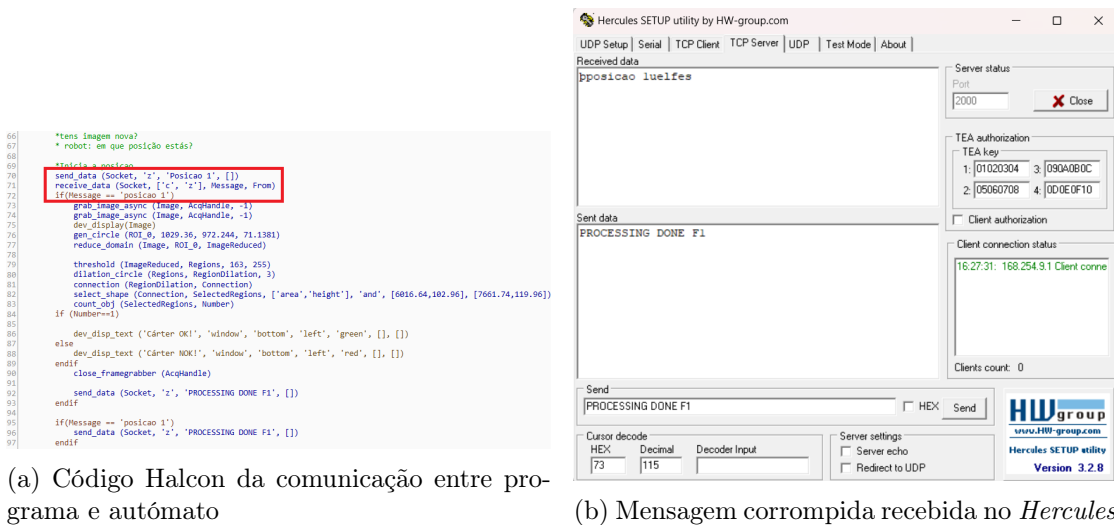 66 *tens imagem nova?
67 * robot: em que posição estás?
68
69 *Inicia a posicao
70 send_data (Socket, 'z', 'Posicao 1', [])
71 receive_data (Socket, ['c', 'z'], Message, From)
72 if(Message == 'posicao 1')
73 grab_image_async (Image, AcqHandle, -1)
74 grab_image_async (Image, AcqHandle, -1)
75 dev_display(Image)
76 gen_circle (ROI_0, 1029.36, 972.244, 71.1381)
77 reduce_domain (Image, ROI_0, ImageReduced)
78
79 threshold (ImageReduced, Regions, 163, 255)
80 dilation_circle (Regions, RegionDilation, 3)
81 connection (RegionDilation, Connection)
82 select_shape (Connection, SelectedRegions, ['area','height'], 'and', [6016.64,102.96], [7661.74,119.96])
83 count_obj (SelectedRegions, Number)
84 if (Number==1)
85
86 dev_disp_text ('Cárter OK!', 'window', 'bottom', 'left', 'green', [], [])
87 else
88 dev_disp_text ('Cárter NOK!', 'window', 'bottom', 'left', 'red', [], [])
89 endif
90 close_framegrabber (AcqHandle)
91
92 send_data (Socket, 'z', 'PROCESSING DONE F1', [])
93 endif
94
95 if(Message == 'posicao 1')
96 send_data (Socket, 'z', 'PROCESSING DONE F1', [])
97 endif
(a) Código Halcon da comunicação entre pro-
grama e autómato
Hercules SETUP utility by HW-group.com
UDP Setup Serial TCP Client TCP Server UDP Test Mode About
Received data
þposicao luelfes
Server status
Port
2000 Close
TEA authorization
TEA key
1: 01020304 3: 090A0B0C
2: 05060708 4: 0D0E0F10
Client authorization
Sent data
PROCESSING DONE F1
Client connection status
16:27:31: 168.254.9.1 Client conne
Clients count: 0
Send
PROCESSING DONE F1 HEX Send
Cursor decode
HEX Decimal Decoder Input
73 115
Server settings
Server echo
Redirect to UDP
HW group
www.HW-group.com
Hercules SETUP utility
Version 3.2.8
(b) Mensagem corrompida recebida no Hercules